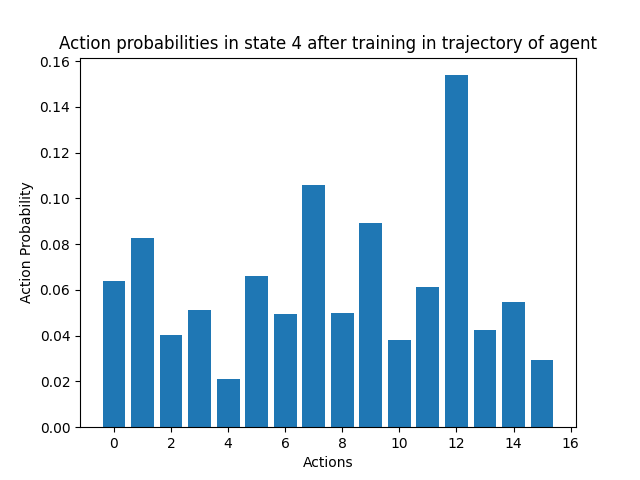 Action probabilities in state 4 after training in trajectory of agent
0.16
0.14
0.12
0.10
0.08
0.06
0.04
0.02
0.00
Action Probability
0 2 4 6 8 10 12 14 16
Actions